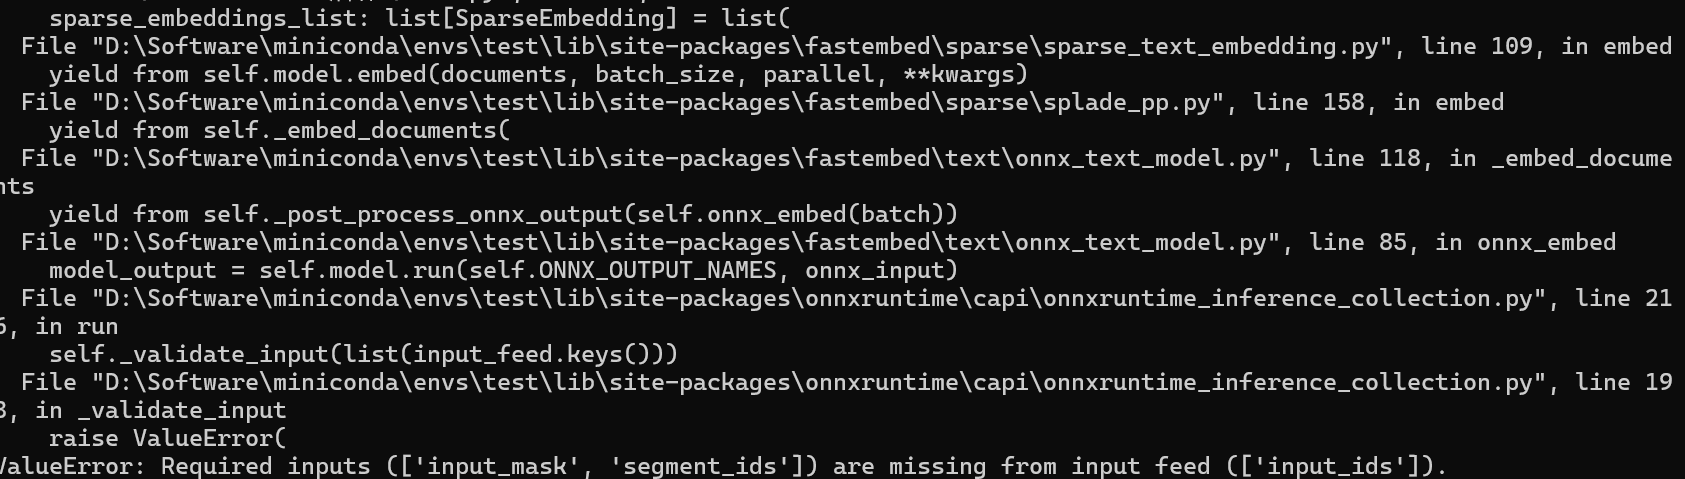 sparse_embeddings_list: list[SparseEmbedding] = list(
File "D:\Software\miniconda\envs\test\lib\site-packages\fastembed\sparse\sparse_text_embedding.py", line 109, in embed
yield from self.model.embed(documents, batch_size, parallel, **kwargs)
File "D:\Software\miniconda\envs\test\lib\site-packages\fastembed\sparse\splade_pp.py", line 158, in embed
yield from self._embed_documents(
File "D:\Software\miniconda\envs\test\lib\site-packages\fastembed\text\onnx_text_model.py", line 118, in _embed_docume
nts
yield from self._post_process_onnx_output(self.onnx_embed(batch))
File "D:\Software\miniconda\envs\test\lib\site-packages\fastembed\text\onnx_text_model.py", line 85, in onnx_embed
model_output = self.model.run(self.ONNX_OUTPUT_NAMES, onnx_input)
File "D:\Software\miniconda\envs\test\lib\site-packages\onnxruntime\capi\onnxruntime_inference_collection.py", line 21
6, in run
self._validate_input(list(input_feed.keys()))
File "D:\Software\miniconda\envs\test\lib\site-packages\onnxruntime\capi\onnxruntime_inference_collection.py", line 19
8, in _validate_input
raise ValueError(
ValueError: Required inputs (['input_mask', 'segment_ids']) are missing from input feed (['input_ids']).